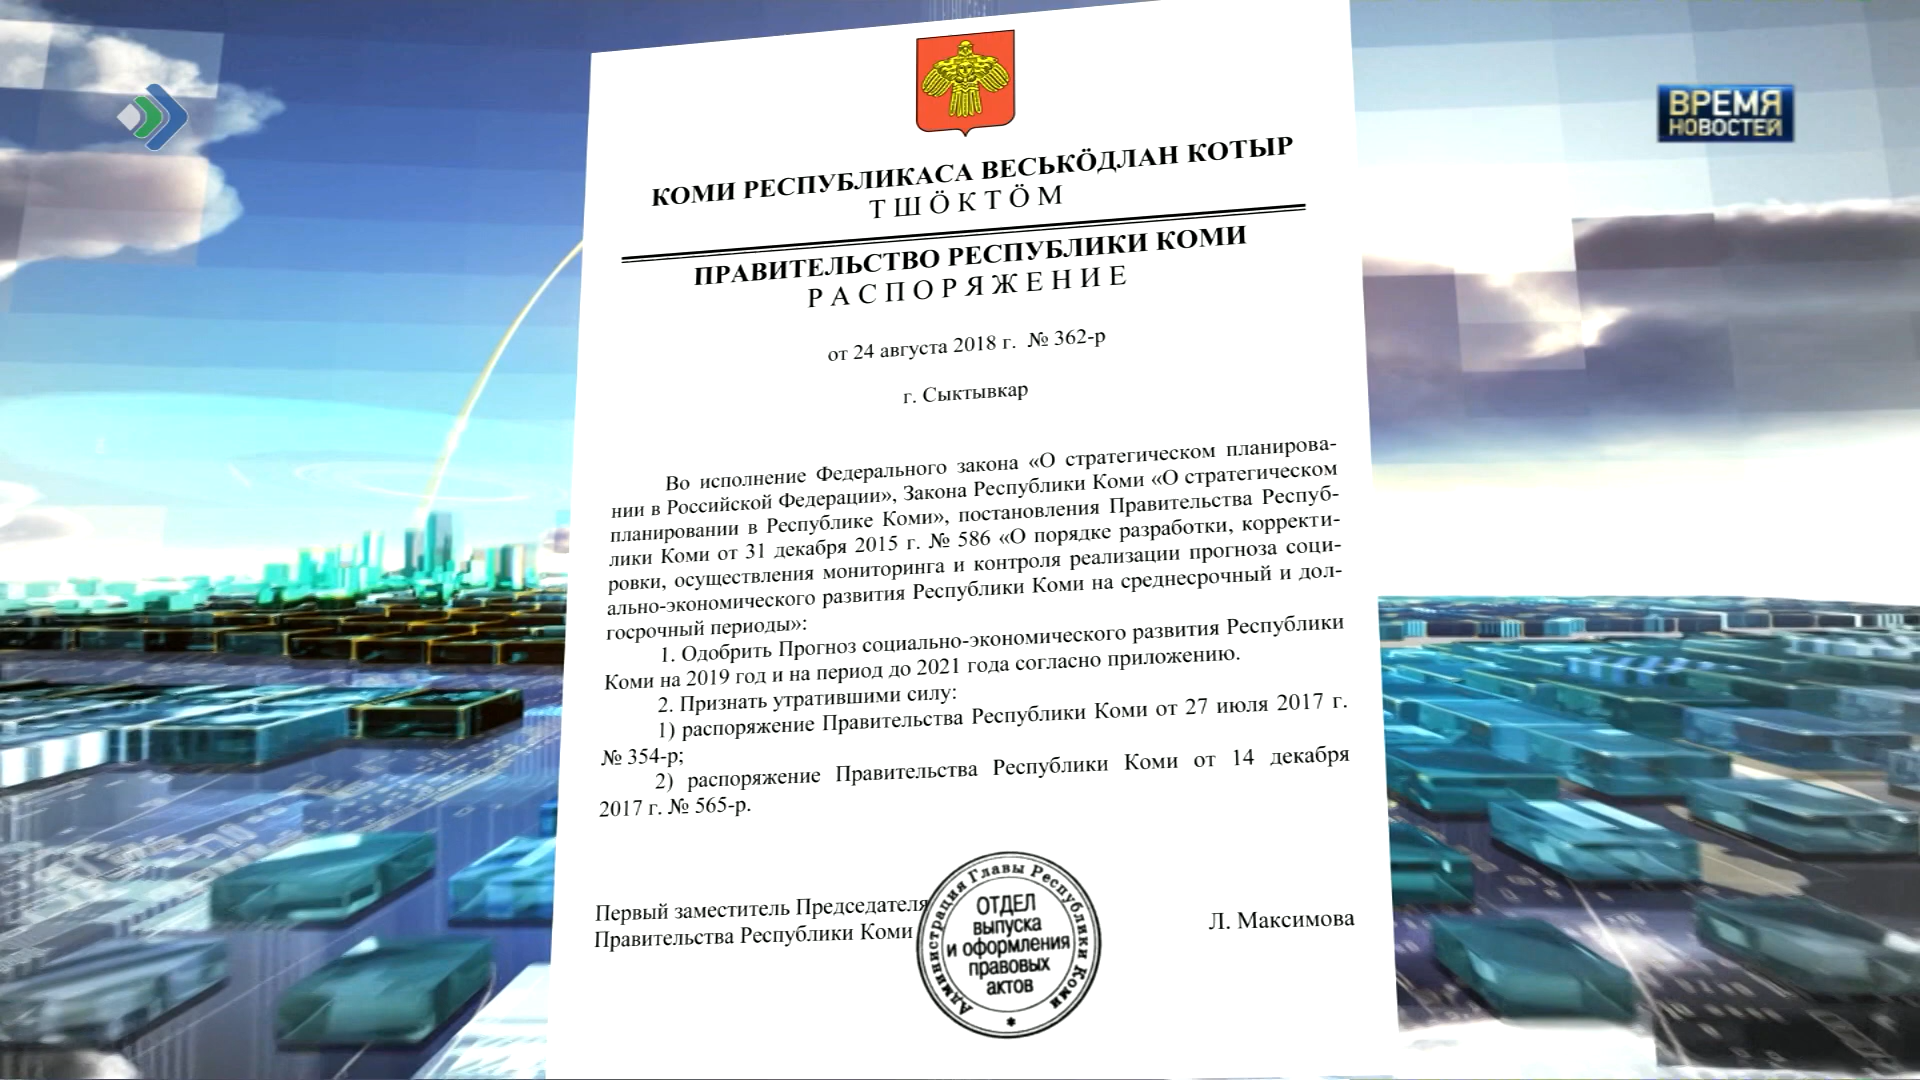 ВРЕМЯ
НОВОСТЕЙ
КОМИ РЕСПУБЛИКАСА ВЕСЬКӦДЛАН КОТЫР
ТШӦКТӦМ
ПРАВИТЕЛЬСТВО РЕСПУБЛИКИ КОМИ
РАСПОРЯЖЕНИЕ
от 24 августа 2018 г. № 362-р
г. Сыктывкар
Во исполнение Федерального закона «О стратегическом планирова-
нии в Российской Федерации», Закона Республики Коми «О стратегическом
планировании в Республике Коми», постановления Правительства Респуб-
лики Коми от 31 декабря 2015 г. № 586 «О порядке разработки, корректи-
ровки, осуществления мониторинга и контроля реализации прогноза соци-
ально-экономического развития Республики Коми на среднесрочный и дол-
госрочный периоды»:
1. Одобрить Прогноз социально-экономического развития Республики
Коми на 2019 год и на период до 2021 года согласно приложению.
2. Признать утратившими силу:
1) распоряжение Правительства Республики Коми от 27 июля 2017 г.
№ 354-р;
2) распоряжение Правительства Республики Коми от 14 декабря
2017 г. № 565-р.
Первый заместитель Председателя
Правительства Республики Коми
Л. Максимова
Администрация Главы Республики Коми
ОТДЕЛ
выпуска
и оформления
правовых
актов